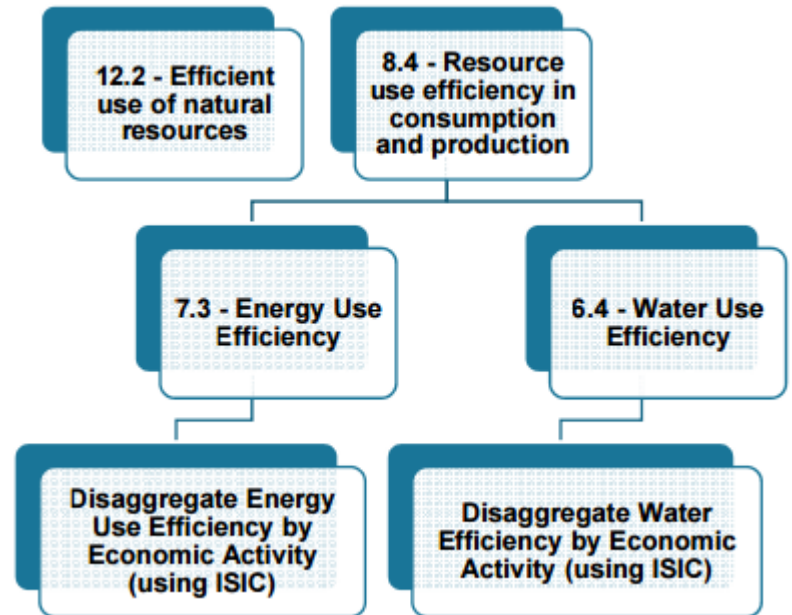 12.2 - Efficient
use of natural
resources
8.4 - Resource
use efficiency in
consumption
and production
7.3 - Energy Use
Efficiency
6.4 - Water Use
Efficiency
Disaggregate Energy
Use Efficiency by
Economic Activity
(using ISIC)
Disaggregate Water
Efficiency by Economic
Activity (using ISIC)